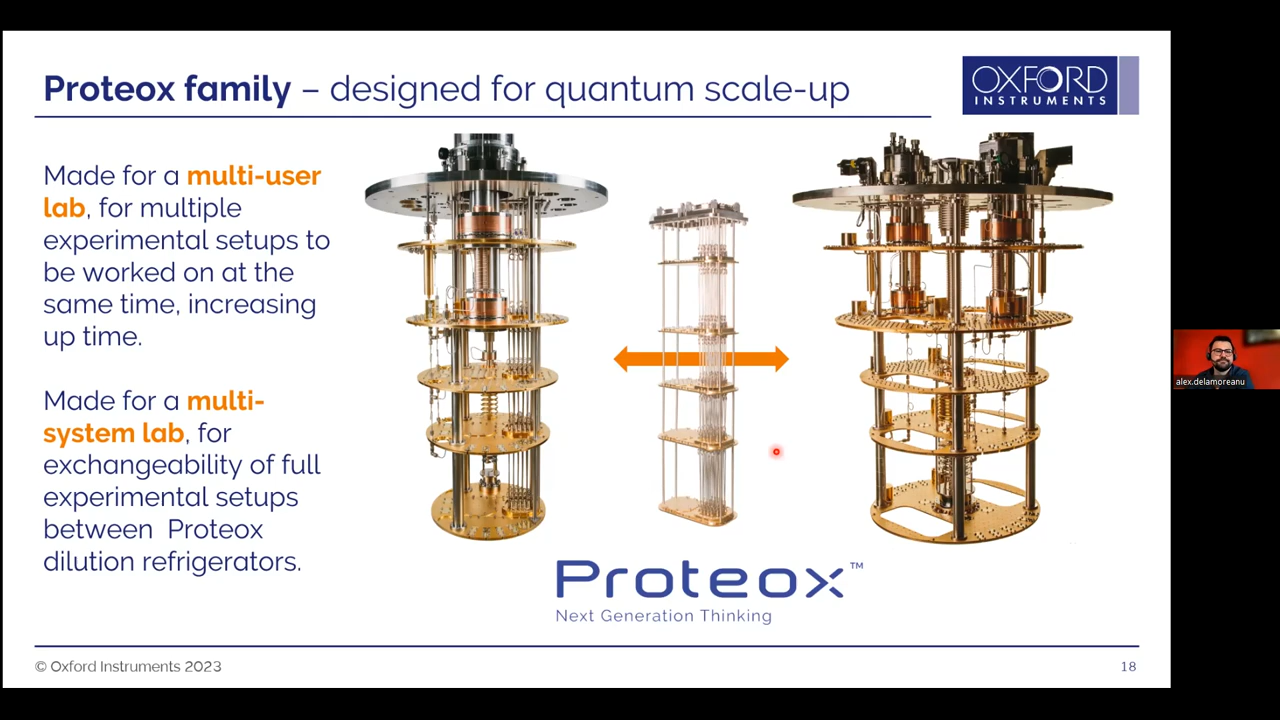 Proteox family – designed for quantum scale-up
OXFORD
INSTRUMENTS
Made for a multi-user
lab, for multiple
experimental setups to
be worked on at the
same time, increasing
up time.
Made for a multi-
system lab, for
exchangeability of full
experimental setups
between Proteox
dilution refrigerators.
Proteox™
Next Generation Thinking
alex.delamoreanu
© Oxford Instruments 2023
18